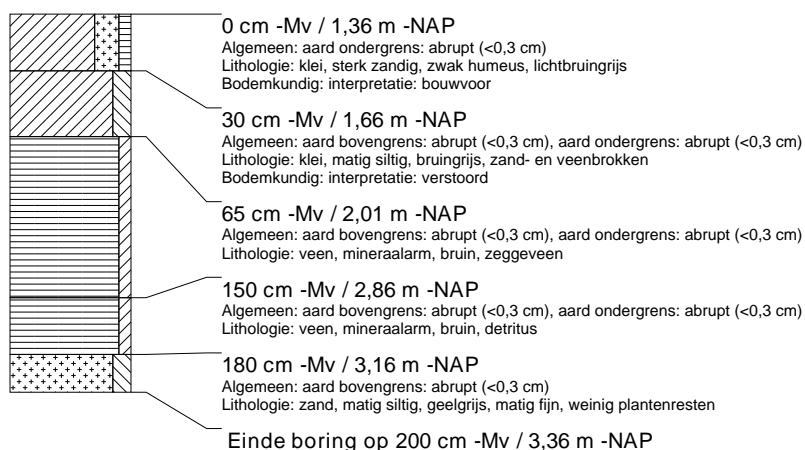 0 cm -Mv / 1,36 m -NAP
Algemeen: aard ondergrens: abrupt (<0,3 cm)
Lithologie: klei, sterk zandig, zwak humeus, lichtbruingrijs
Bodemkundig: interpretatie: bouwvoor
30 cm -Mv / 1,66 m -NAP
Algemeen: aard bovengrens: abrupt (<0,3 cm), aard ondergrens: abrupt (<0,3 cm)
Lithologie: klei, matig siltig, bruingrijs, zand- en veenbrokken
Bodemkundig: interpretatie: verstoord
65 cm -Mv / 2,01 m -NAP
Algemeen: aard bovengrens: abrupt (<0,3 cm), aard ondergrens: abrupt (<0,3 cm)
Lithologie: veen, mineraalarm, bruin, zeggeveen
150 cm -Mv / 2,86 m -NAP
Algemeen: aard bovengrens: abrupt (<0,3 cm), aard ondergrens: abrupt (<0,3 cm)
Lithologie: veen, mineraalarm, bruin, detritus
180 cm -Mv / 3,16 m -NAP
Algemeen: aard bovengrens: abrupt (<0,3 cm)
Lithologie: zand, matig siltig, geelgrijs, matig fijn, weinig plantenresten
Einde boring op 200 cm -Mv / 3,36 m -NAP